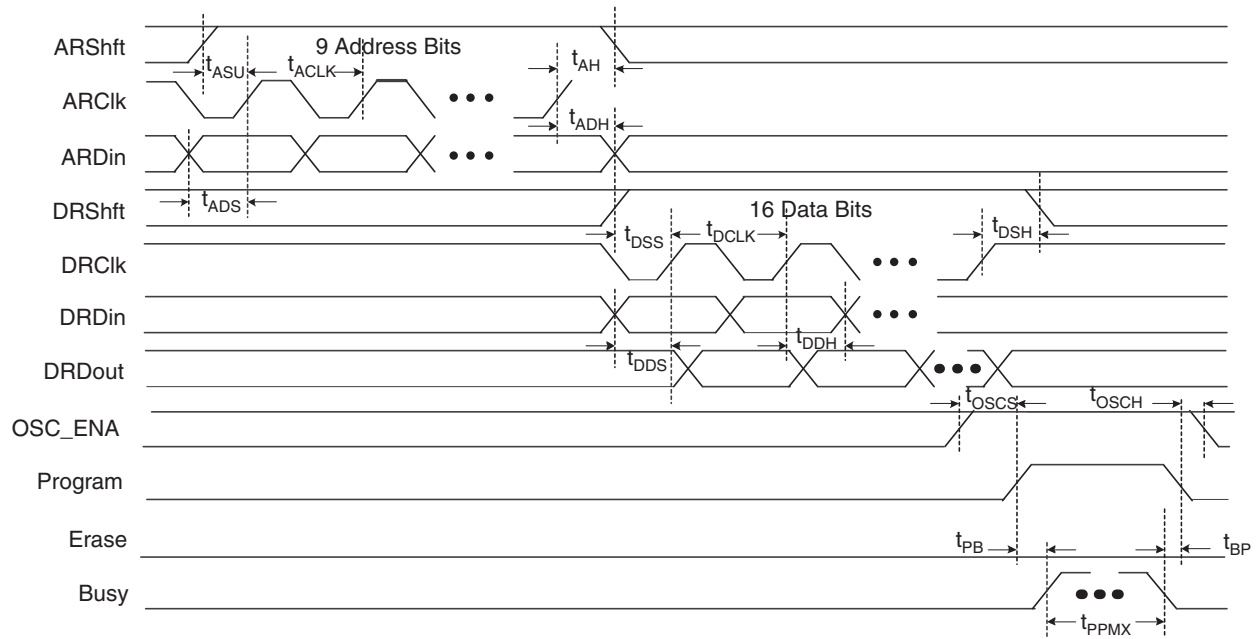 ARShft
9 Address Bits
tASU
tACLK
tAH
ARClk
tADH
ARDin
tADS
DRShft
16 Data Bits
tDSS
tDCLK
tDSH
DRClk
DRDin
tDDS
tDDH
DRDout
tOSCS
tOSCH
OSC_ENA
Program
Erase
tPB
tBP
Busy
tPPMX